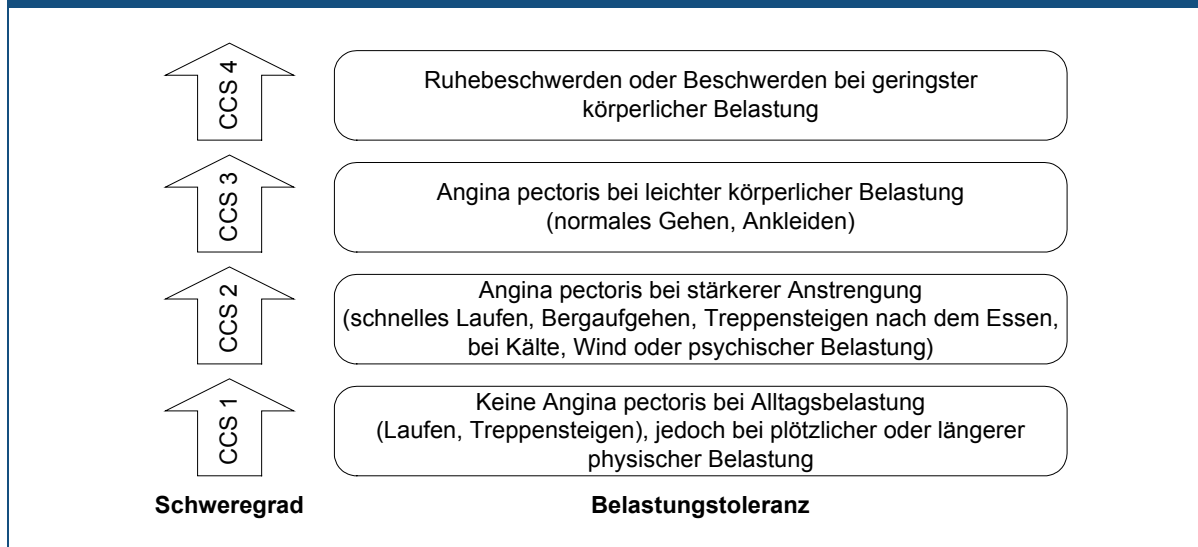 CCS 4
Ruhebeschwerden oder Beschwerden bei geringster
körperlicher Belastung
CCS 3
Angina pectoris bei leichter körperlicher Belastung
(normales Gehen, Ankleiden)
CCS 2
Angina pectoris bei stärkerer Anstrengung
(schnelles Laufen, Bergaufgehen, Treppensteigen nach dem Essen,
bei Kälte, Wind oder psychischer Belastung)
CCS 1
Keine Angina pectoris bei Alltagsbelastung
(Laufen, Treppensteigen), jedoch bei plötzlicher oder längerer
physischer Belastung
Schweregrad
Belastungstoleranz